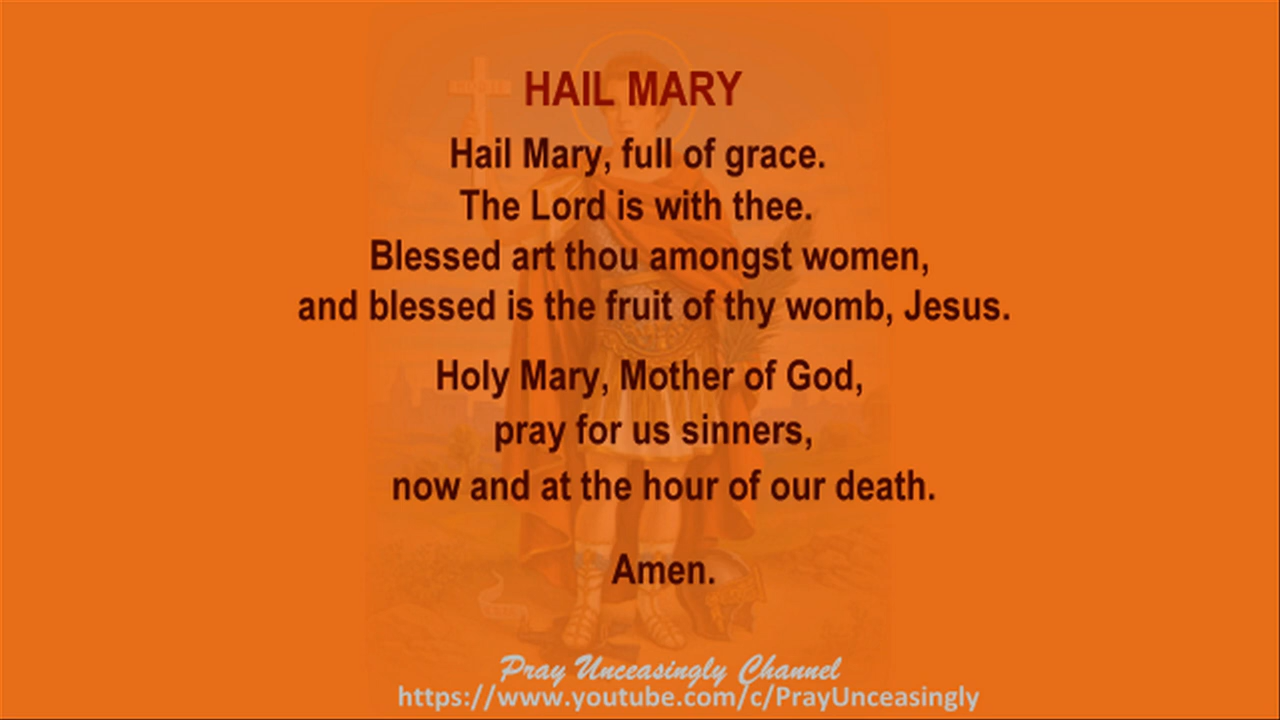 HAIL MARY
Hail Mary, full of grace.
The Lord is with thee.
Blessed art thou amongst women,
and blessed is the fruit of thy womb, Jesus.
Holy Mary, Mother of God,
pray for us sinners,
now and at the hour of our death.
Amen.
Pray Unceasingly Channel
https://www.youtube.com/c/PrayUnceasingly